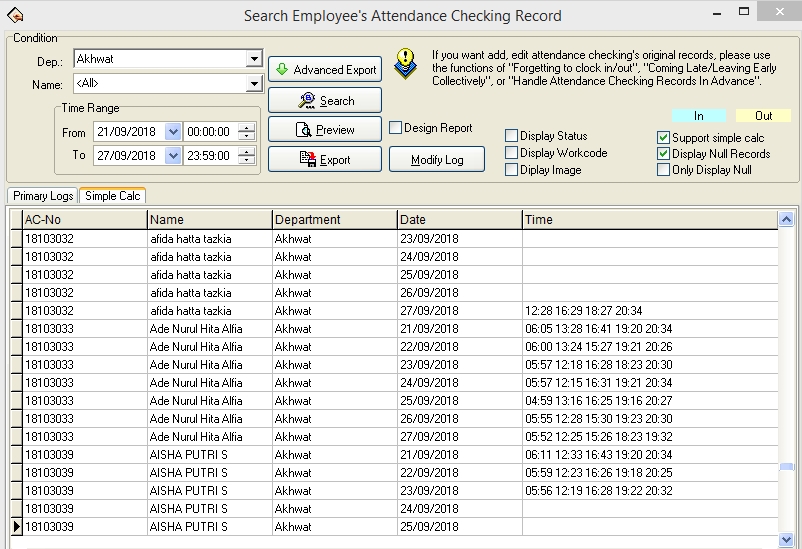 Search Employee's Attendance Checking Record
Condition
Dep.: Akhwat
Name: <All>
Time Range
From 21/09/2018 00:00:00
To 27/09/2018 23:59:00
Advanced Export
Search
Preview
Export
Design Report
Modify Log
If you want add, edit attendance checking's original records, please use
the functions of "Forgetting to clock in/out", "Coming Late/Leaving Early
Collectively", or "Handle Attendance Checking Records In Advance".
In Out
Display Status
Display Workcode
Diplay Image
Support simple calc
Display Null Records
Only Display Null
Primary Logs Simple Calc
AC-No Name Department Date Time
18103032 afida hatta tazkia Akhwat 23/09/2018
18103032 afida hatta tazkia Akhwat 24/09/2018
18103032 afida hatta tazkia Akhwat 25/09/2018
18103032 afida hatta tazkia Akhwat 26/09/2018
18103032 afida hatta tazkia Akhwat 27/09/2018 12:28 16:29 18:27 20:34
18103033 Ade Nurul Hita Alfia Akhwat 21/09/2018 06:05 13:28 16:41 19:20 20:34
18103033 Ade Nurul Hita Alfia Akhwat 22/09/2018 06:00 13:24 15:27 19:21 20:26
18103033 Ade Nurul Hita Alfia Akhwat 23/09/2018 05:57 12:18 16:28 18:23 20:30
18103033 Ade Nurul Hita Alfia Akhwat 24/09/2018 05:57 12:15 16:31 19:21 20:34
18103033 Ade Nurul Hita Alfia Akhwat 25/09/2018 04:59 13:16 16:25 19:16 20:27
18103033 Ade Nurul Hita Alfia Akhwat 26/09/2018 05:55 12:28 15:30 19:23 20:30
18103033 Ade Nurul Hita Alfia Akhwat 27/09/2018 05:52 12:25 15:26 18:23 19:32
18103039 AISHA PUTRI S Akhwat 21/09/2018 06:11 12:33 16:43 19:20 20:34
18103039 AISHA PUTRI S Akhwat 22/09/2018 05:59 12:23 16:26 19:18 20:25
18103039 AISHA PUTRI S Akhwat 23/09/2018 05:56 12:19 16:28 19:22 20:32
18103039 AISHA PUTRI S Akhwat 24/09/2018
18103039 AISHA PUTRI S Akhwat 25/09/2018